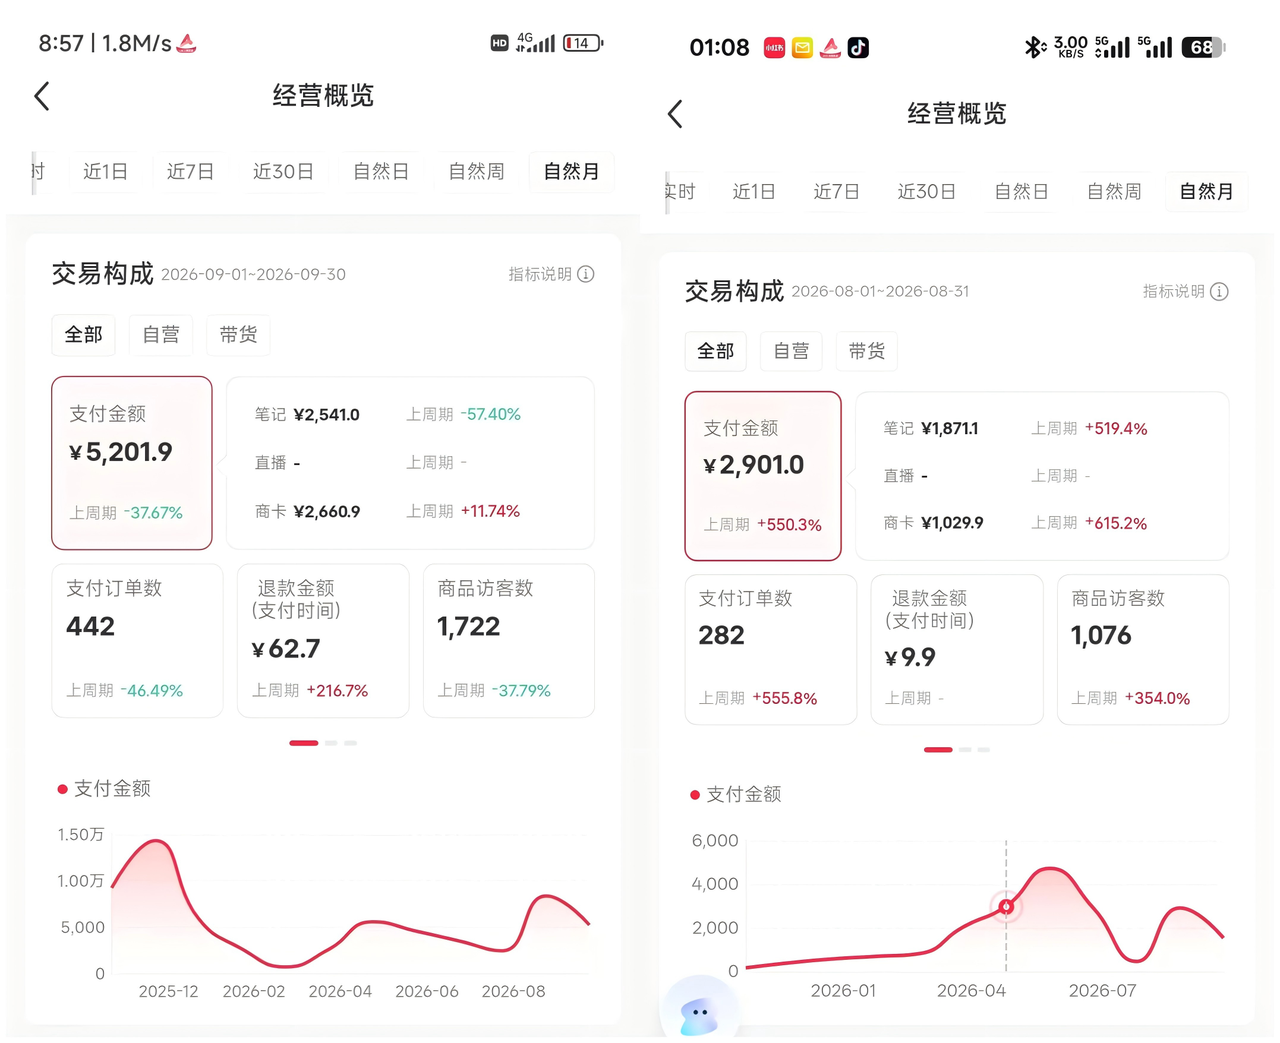 8:57 | 1.8M/s
HD 4G 14
经营概览
时 近1日 近7日 近30日 自然日 自然周 自然月
交易构成 2026-09-01~2026-09-30 指标说明
全部 自营 带货
支付金额
¥5,201.9
上周期 -37.67%
笔记 ¥2,541.0 上周期 -57.40%
直播 - 上周期 -
商卡 ¥2,660.9 上周期 +11.74%
支付订单数
442
上周期 -46.49%
退款金额
(支付时间)
¥62.7
上周期 +216.7%
商品访客数
1,722
上周期 -37.79%
支付金额
1.50万
1.00万
5,000
0
2025-12 2026-02 2026-04 2026-06 2026-08
01:08 小红书 3.00 KB/S 5G 5G 68
经营概览
实时 近1日 近7日 近30日 自然日 自然周 自然月
交易构成 2026-08-01~2026-08-31 指标说明
全部 自营 带货
支付金额
¥2,901.0
上周期 +550.3%
笔记 ¥1,871.1 上周期 +519.4%
直播 - 上周期 -
商卡 ¥1,029.9 上周期 +615.2%
支付订单数
282
上周期 +555.8%
退款金额
(支付时间)
¥9.9
上周期 -
商品访客数
1,076
上周期 +354.0%
支付金额
6,000
4,000
2,000
0
2026-01 2026-04 2026-07